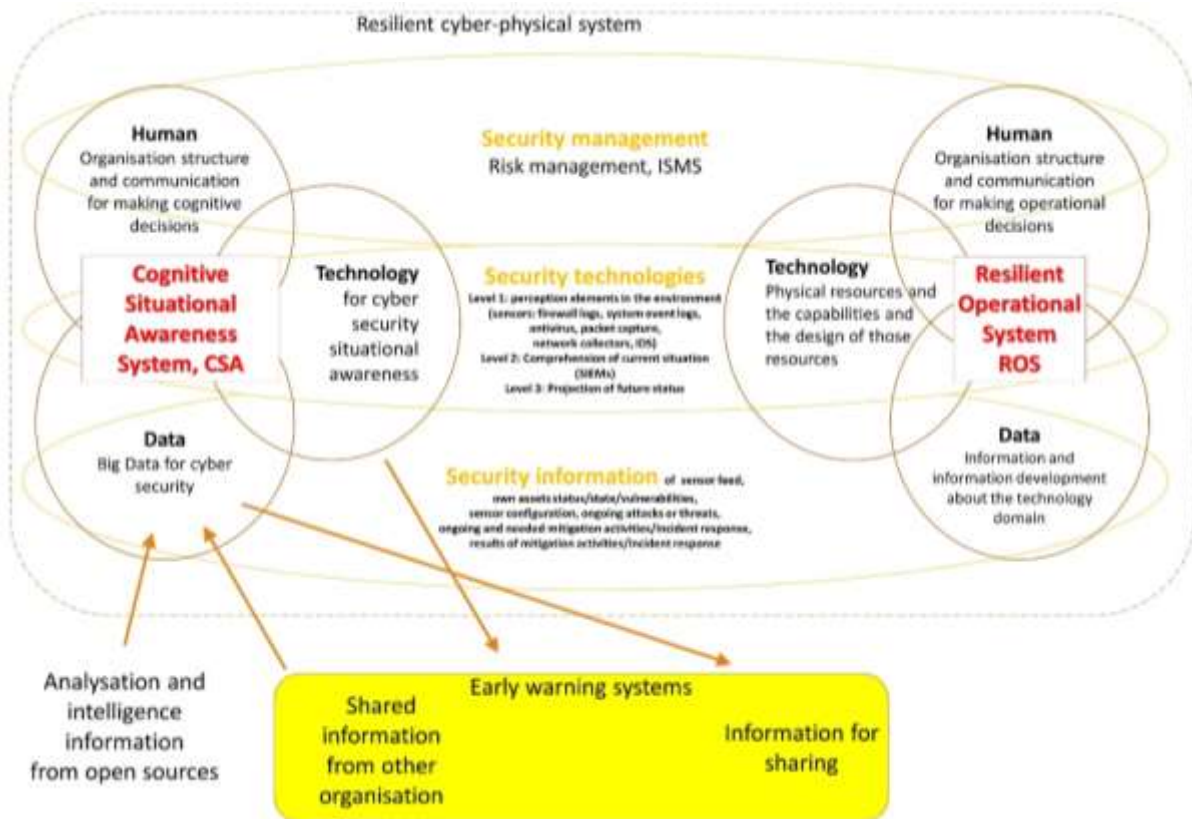 Resilient cyber-physical system
Human
Organisation structure
and communication
for making cognitive
decisions
Security management
Risk management, ISMS
Human
Organisation structure
and communication
for making operational
decisions
Cognitive
Situational
Awareness
System, CSA
Technology
for cyber
security
situational
awareness
Security technologies
Level 1: perception elements in the environment
(sensors: firewall logs, system event logs,
antivirus, packet capture,
network collectors, IDS)
Level 2: Comprehension of current situation
(SIEMs)
Level 3: Projection of future status
Technology
Physical resources and
the capabilities and
the design of those
resources
Resilient
Operational
System
ROS
Data
Big Data for cyber
security
Security information of sensor feed,
own assets status/state/vulnerabilities,
sensor configuration, ongoing attacks or threats,
ongoing and needed mitigation activities/incident response,
results of mitigation activities/incident response
Data
Information and
information development
about the technology
domain
Analysation and
intelligence
information
from open sources
Early warning systems
Shared
information
from other
organisation
Information for
sharing